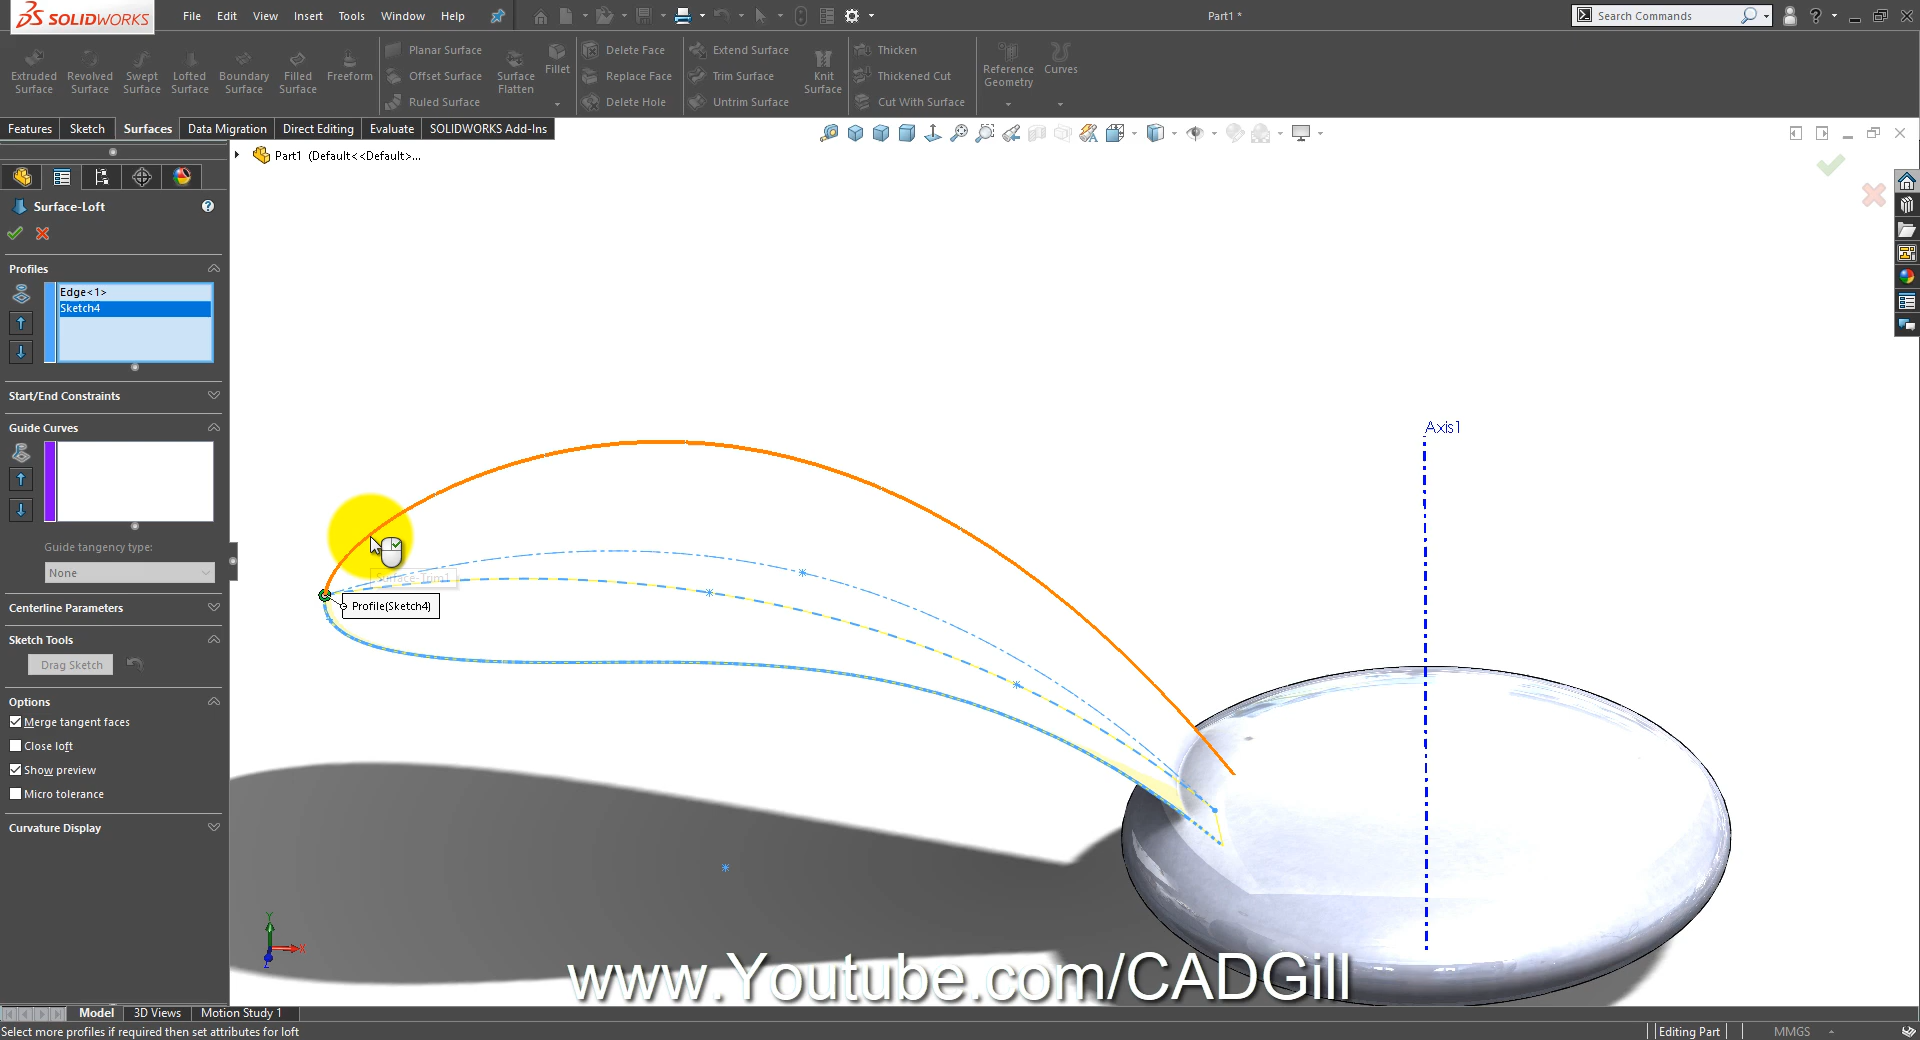 SOLIDWORKS File Edit View Insert Tools Window Help Part1 * Search Commands ?
Extruded Surface
Revolved Surface
Swept Surface
Lofted Surface
Boundary Surface
Filled Surface
Freeform
Planar Surface
Offset Surface
Ruled Surface
Surface Flatten
Fillet
Delete Face
Replace Face
Delete Hole
Extend Surface
Trim Surface
Untrim Surface
Knit Surface
Thicken
Thickened Cut
Cut With Surface
Reference Geometry
Curves
Features Sketch Surfaces Data Migration Direct Editing Evaluate SOLIDWORKS Add-Ins
Part1 (Default<<Default>...
Surface-Loft ?
Profiles
Edge<1>
Sketch4
Start/End Constraints
Guide Curves
Guide tangency type:
None
Centerline Parameters
Sketch Tools
Drag Sketch
Options
Merge tangent faces
Close loft
Show preview
Micro tolerance
Curvature Display
Axis1
Surface-Trim1
Profile(Sketch4)
Y
X
Z
www.Youtube.com/CADGill
Model 3D Views Motion Study 1
Select more profiles if required then set attributes for loft
Editing Part MMGS